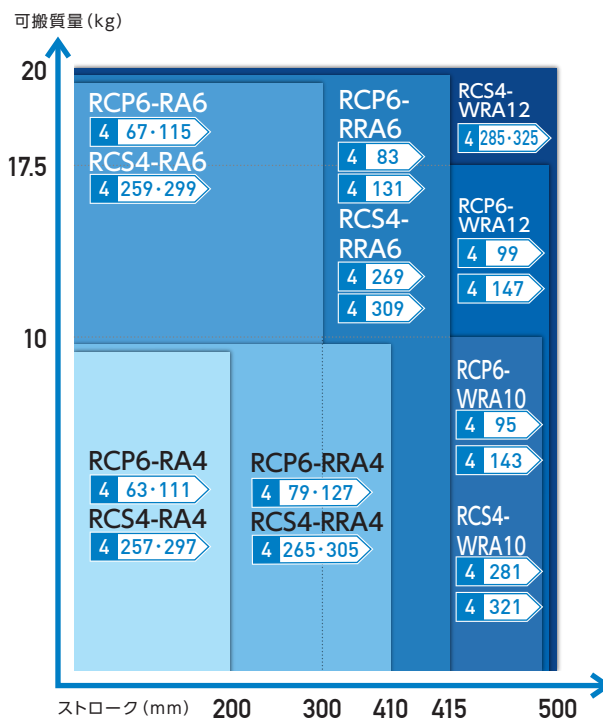 可搬質量(kg)
20
17.5
10
RCP6-RA6
4 67・115
RCS4-RA6
4 259・299
RCP6-
RRA6
4 83
4 131
RCS4-
RRA6
4 269
4 309
RCS4-
WRA12
4 285・325
RCP6-
WRA12
4 99
4 147
RCP6-
WRA10
4 95
4 143
RCS4-
WRA10
4 281
4 321
RCP6-RA4
4 63・111
RCS4-RA4
4 257・297
RCP6-RRA4
4 79・127
RCS4-RRA4
4 265・305
ストローク(mm) 200 300 410 415 500